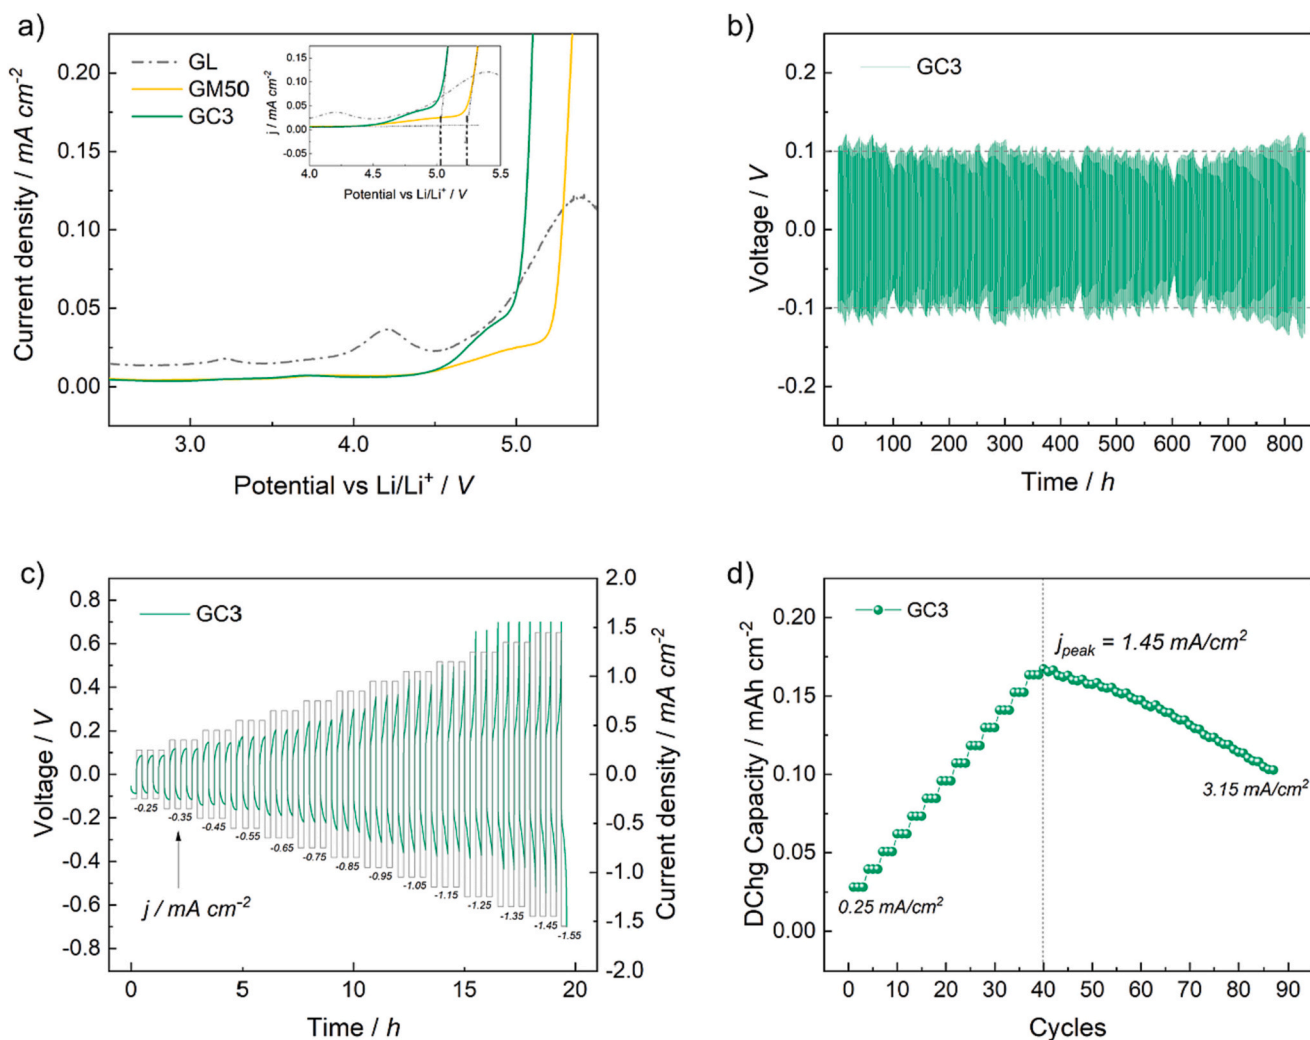 a)
GL
GM50
GC3
Current density / mA cm⁻²
0.20
0.15
0.10
0.05
0.00
3.0 4.0 5.0
Potential vs Li/Li⁺ / V
j / mA cm⁻²
0.15
0.10
0.05
0.00
-0.05
4.0 4.5 5.0 5.5
Potential vs Li/Li⁺ / V
b)
GC3
Voltage / V
0.2
0.1
0.0
-0.1
-0.2
0 100 200 300 400 500 600 700 800
Time / h
c)
GC3
Voltage / V
0.8
0.6
0.4
0.2
0.0
-0.2
-0.4
-0.6
-0.8
Current density / mA cm⁻²
2.0
1.5
1.0
0.5
0.0
-0.5
-1.0
-1.5
-2.0
-0.25
-0.35
-0.45
-0.55
-0.65
-0.75
-0.85
-0.95
-1.05
-1.15
-1.25
-1.35
-1.45
-1.55
j / mA cm⁻²
0 5 10 15 20
Time / h
d)
GC3
DChg Capacity / mAh cm⁻²
0.20
0.15
0.10
0.05
0.00
j_peak = 1.45 mA/cm²
0.25 mA/cm²
3.15 mA/cm²
0 10 20 30 40 50 60 70 80 90
Cycles